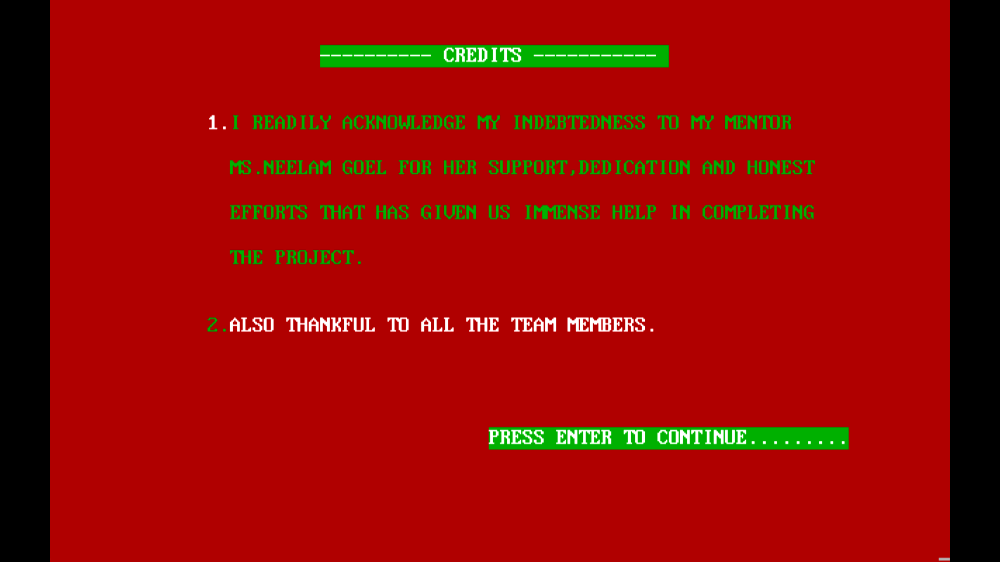 ---------- CREDITS -----------
1.I READILY ACKNOWLEDGE MY INDEBTEDNESS TO MY MENTOR
MS.NEELAM GOEL FOR HER SUPPORT,DEDICATION AND HONEST
EFFORTS THAT HAS GIVEN US IMMENSE HELP IN COMPLETING
THE PROJECT.
2.ALSO THANKFUL TO ALL THE TEAM MEMBERS.
PRESS ENTER TO CONTINUE.........